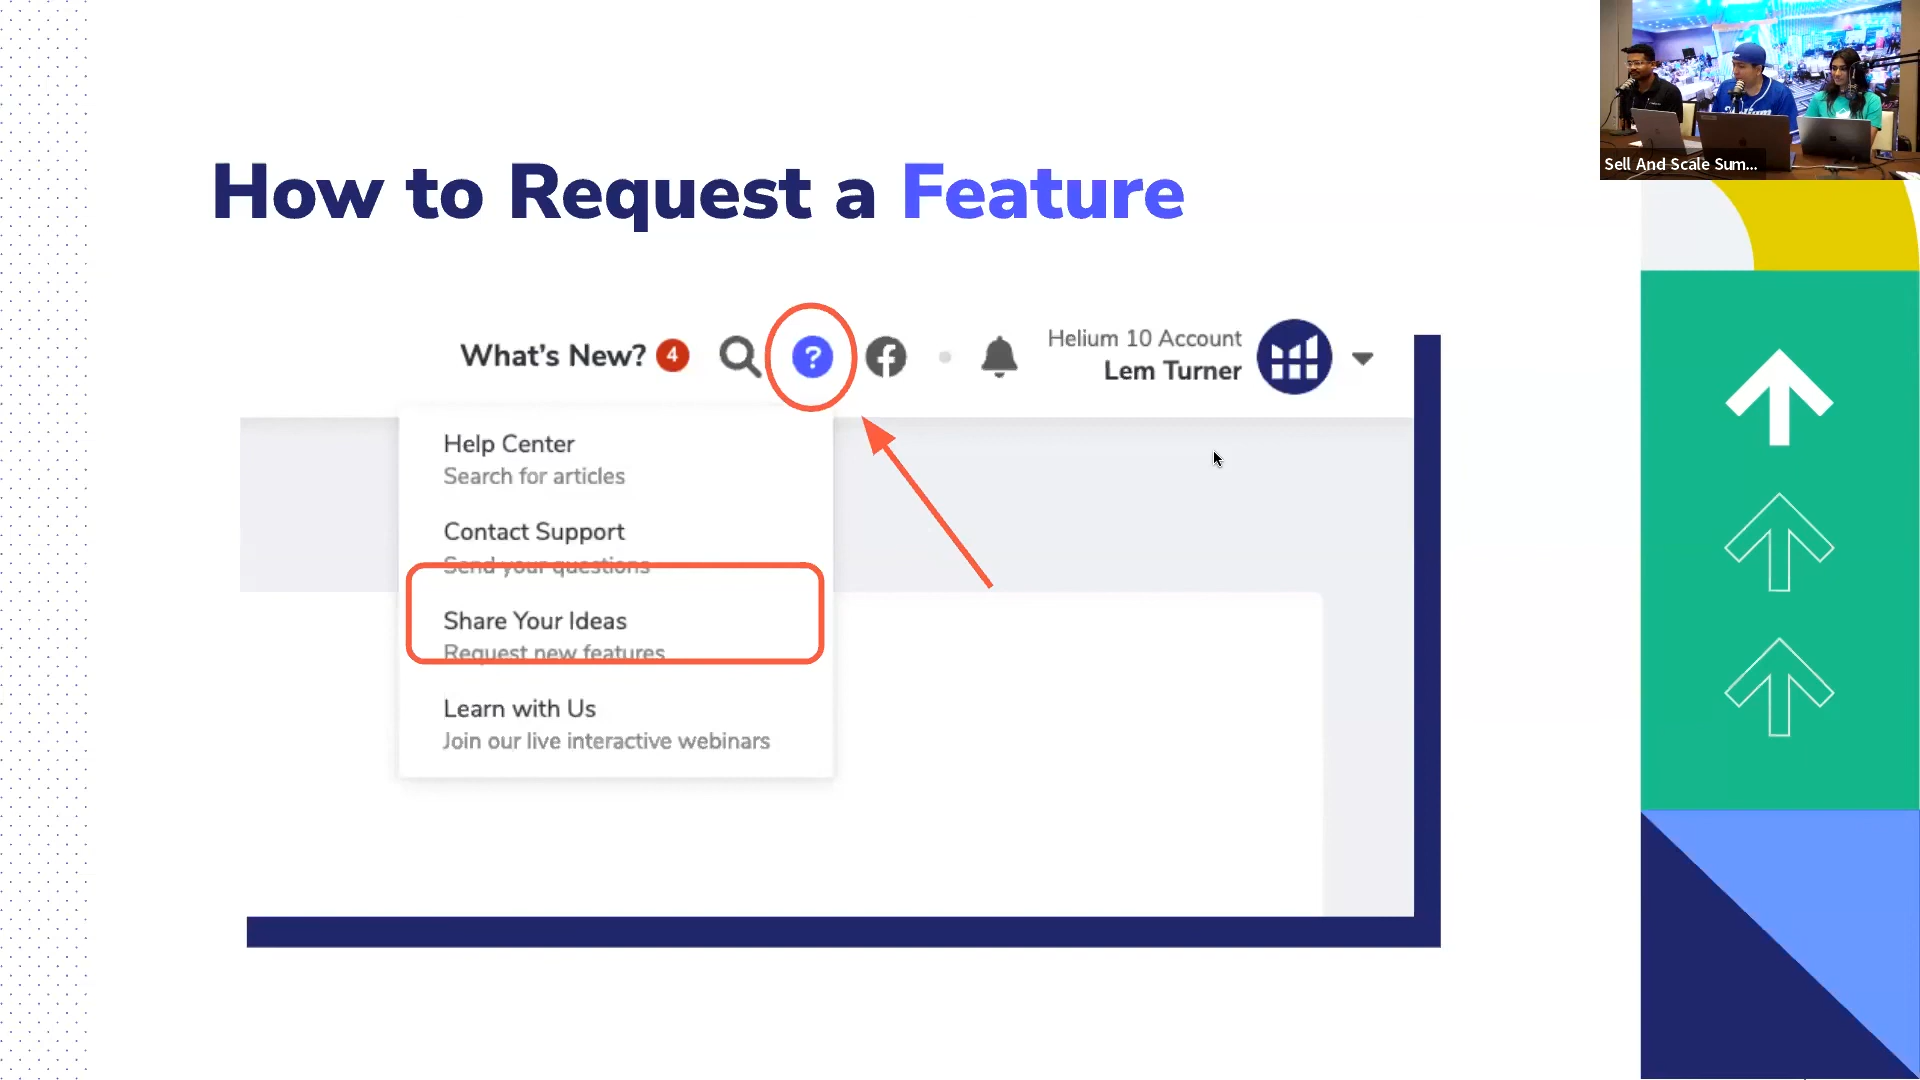 Sell And Scale Sum...
How to Request a Feature
What's New? 4
?
Helium 10 Account
Lem Turner
Help Center
Search for articles
Contact Support
Send your questions
Share Your Ideas
Request new features
Learn with Us
Join our live interactive webinars